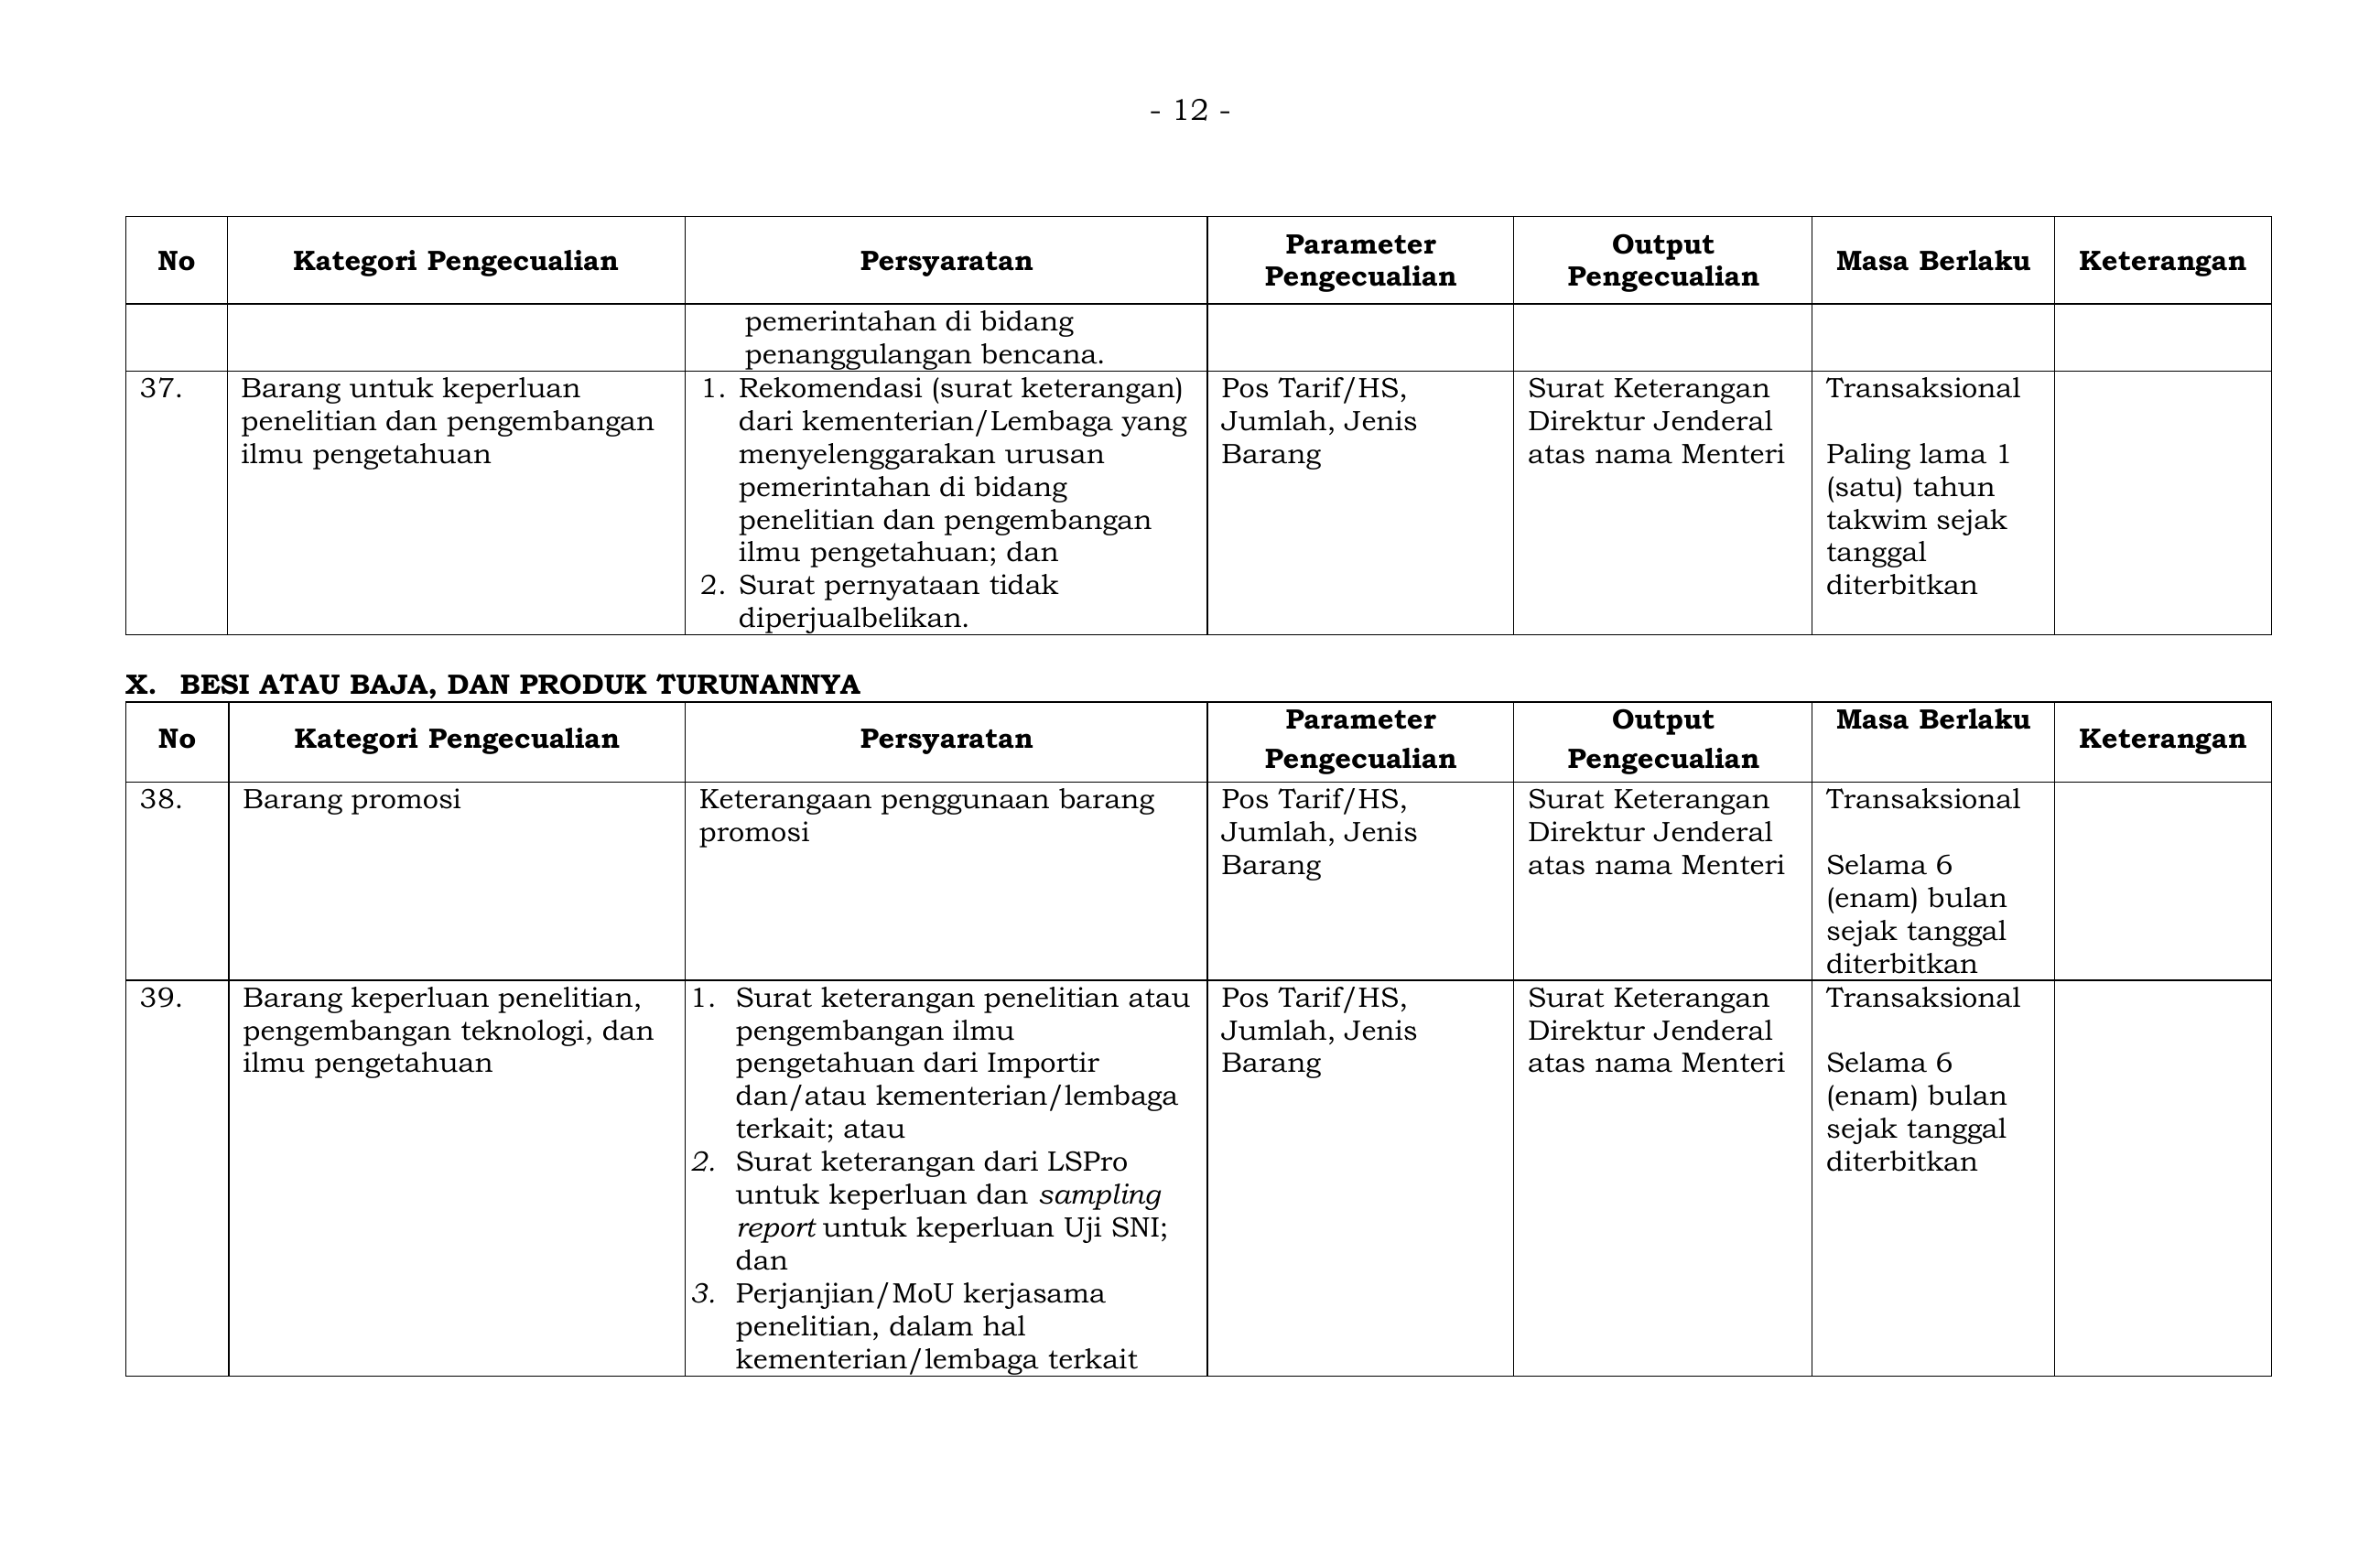 - 12 -
No
Kategori Pengecualian
Persyaratan
Parameter
Pengecualian
Output
Pengecualian
Masa Berlaku
Keterangan
pemerintahan di bidang
penanggulangan bencana.
37.
Barang untuk keperluan
penelitian dan pengembangan
ilmu pengetahuan
1. Rekomendasi (surat keterangan)
dari kementerian/Lembaga yang
menyelenggarakan urusan
pemerintahan di bidang
penelitian dan pengembangan
ilmu pengetahuan; dan
2. Surat pernyataan tidak
diperjualbelikan.
Pos Tarif/HS,
Jumlah, Jenis
Barang
Surat Keterangan
Direktur Jenderal
atas nama Menteri
Transaksional
Paling lama 1
(satu) tahun
takwim sejak
tanggal
diterbitkan
X. BESI ATAU BAJA, DAN PRODUK TURUNANNYA
No
Kategori Pengecualian
Persyaratan
Parameter
Pengecualian
Output
Pengecualian
Masa Berlaku
Keterangan
38.
Barang promosi
Keterangaan penggunaan barang
promosi
Pos Tarif/HS,
Jumlah, Jenis
Barang
Surat Keterangan
Direktur Jenderal
atas nama Menteri
Transaksional
Selama 6
(enam) bulan
sejak tanggal
diterbitkan
39.
Barang keperluan penelitian,
pengembangan teknologi, dan
ilmu pengetahuan
1. Surat keterangan penelitian atau
pengembangan ilmu
pengetahuan dari Importir
dan/atau kementerian/lembaga
terkait; atau
2. Surat keterangan dari LSPro
untuk keperluan dan sampling
report untuk keperluan Uji SNI;
dan
3. Perjanjian/MoU kerjasama
penelitian, dalam hal
kementerian/lembaga terkait
Pos Tarif/HS,
Jumlah, Jenis
Barang
Surat Keterangan
Direktur Jenderal
atas nama Menteri
Transaksional
Selama 6
(enam) bulan
sejak tanggal
diterbitkan